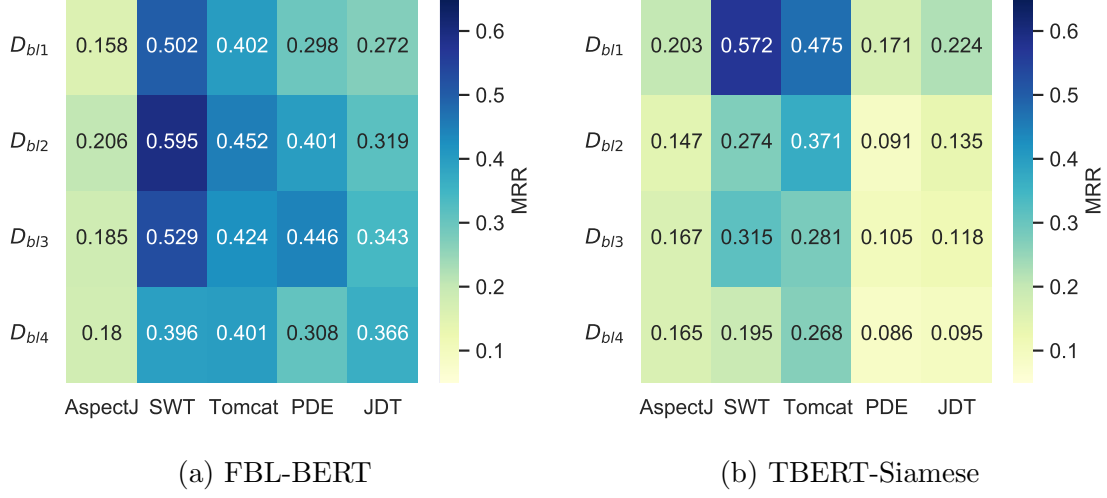 D_bl1 0.158 0.502 0.402 0.298 0.272
D_bl2 0.206 0.595 0.452 0.401 0.319
D_bl3 0.185 0.529 0.424 0.446 0.343
D_bl4 0.18 0.396 0.401 0.308 0.366
AspectJ SWT Tomcat PDE JDT
0.6
0.5
0.4
0.3
0.2
0.1
MRR
(a) FBL-BERT
D_bl1 0.203 0.572 0.475 0.171 0.224
D_bl2 0.147 0.274 0.371 0.091 0.135
D_bl3 0.167 0.315 0.281 0.105 0.118
D_bl4 0.165 0.195 0.268 0.086 0.095
AspectJ SWT Tomcat PDE JDT
0.6
0.5
0.4
0.3
0.2
0.1
MRR
(b) TBERT-Siamese